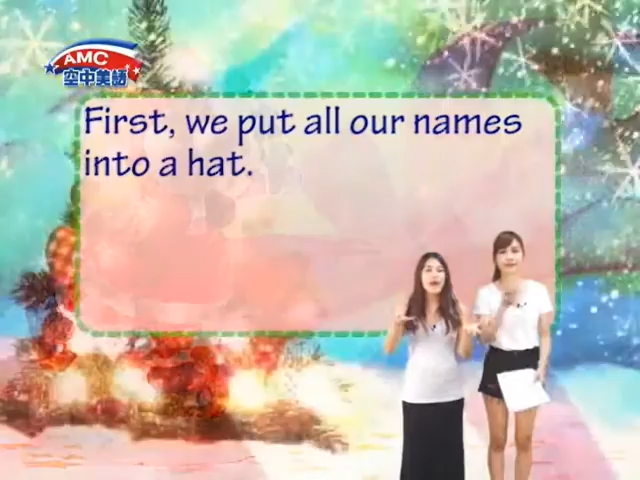 AMC
空中美語
First, we put all our names
into a hat.